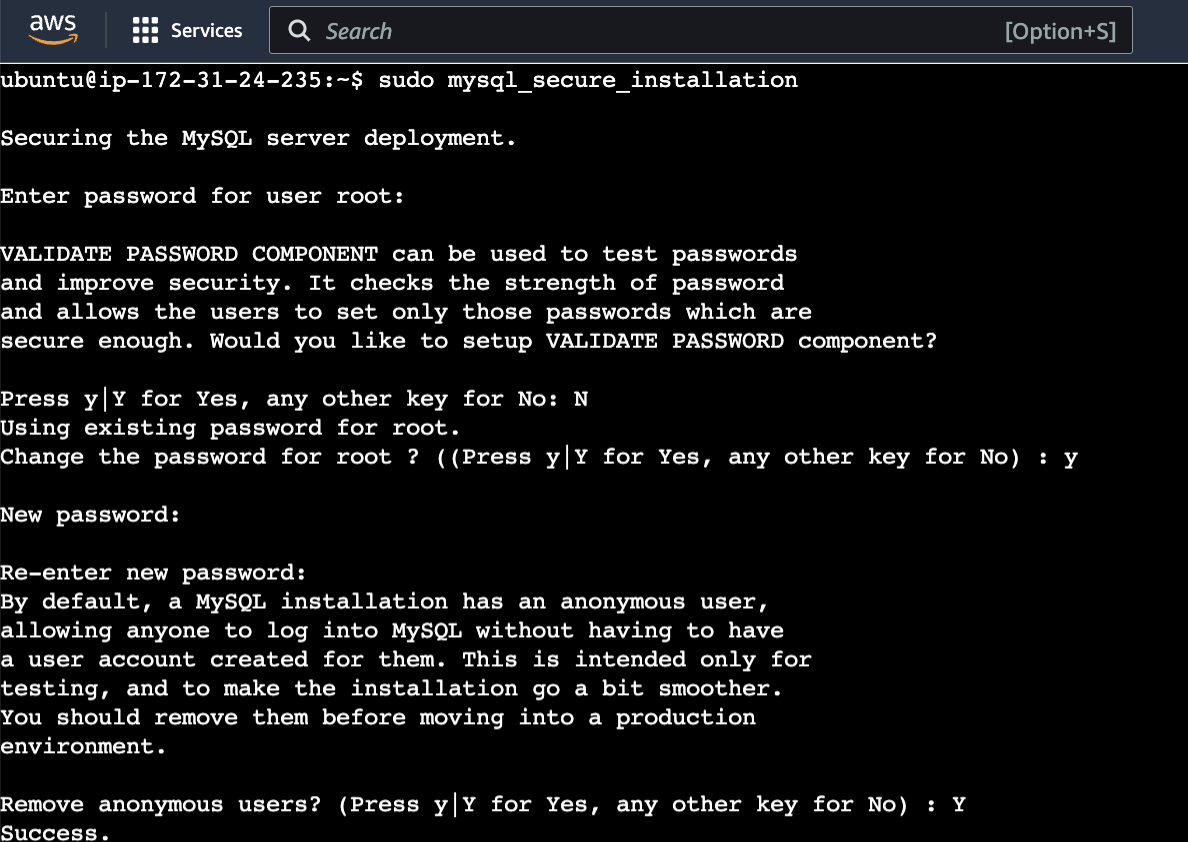 aws
Services
Search
[Option+S]
ubuntu@ip-172-31-24-235:~$ sudo mysql_secure_installation
Securing the MySQL server deployment.
Enter password for user root:
VALIDATE PASSWORD COMPONENT can be used to test passwords
and improve security. It checks the strength of password
and allows the users to set only those passwords which are
secure enough. Would you like to setup VALIDATE PASSWORD component?
Press y|Y for Yes, any other key for No: N
Using existing password for root.
Change the password for root ? ((Press y|Y for Yes, any other key for No) : y
New password:
Re-enter new password:
By default, a MySQL installation has an anonymous user,
allowing anyone to log into MySQL without having to have
a user account created for them. This is intended only for
testing, and to make the installation go a bit smoother.
You should remove them before moving into a production
environment.
Remove anonymous users? (Press y|Y for Yes, any other key for No) : Y
Success.